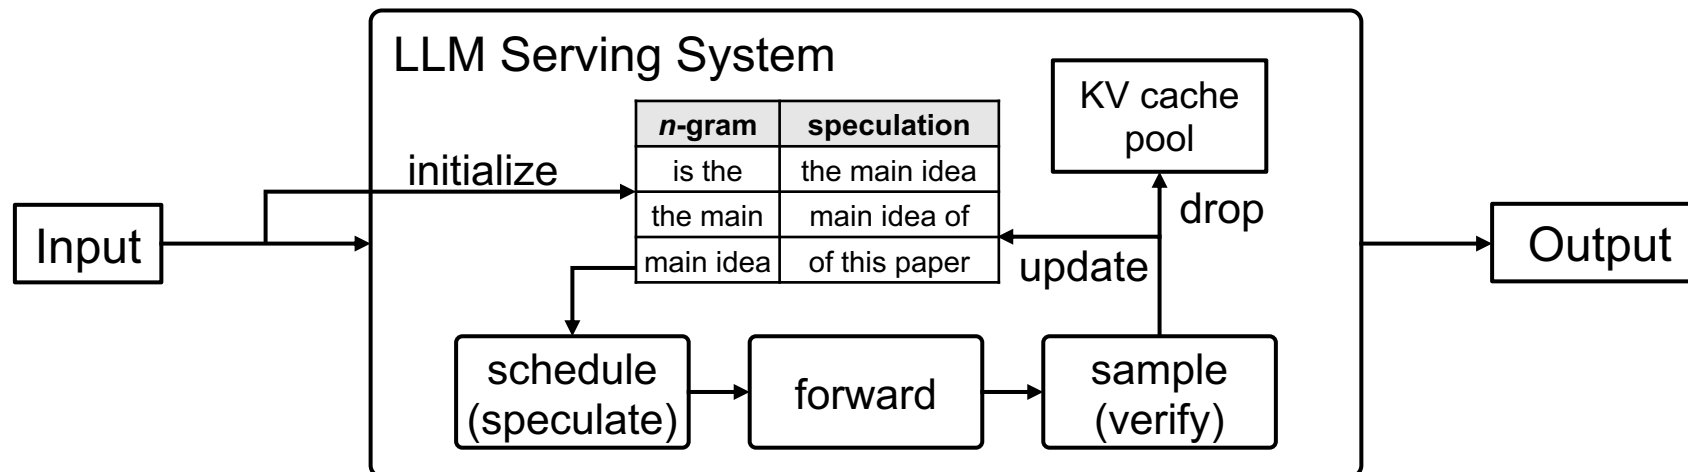 LLM Serving System
KV cache
pool
n-gram speculation
is the the main idea
the main main idea of
main idea of this paper
initialize
drop
update
Input
Output
schedule
(speculate)
forward
sample
(verify)